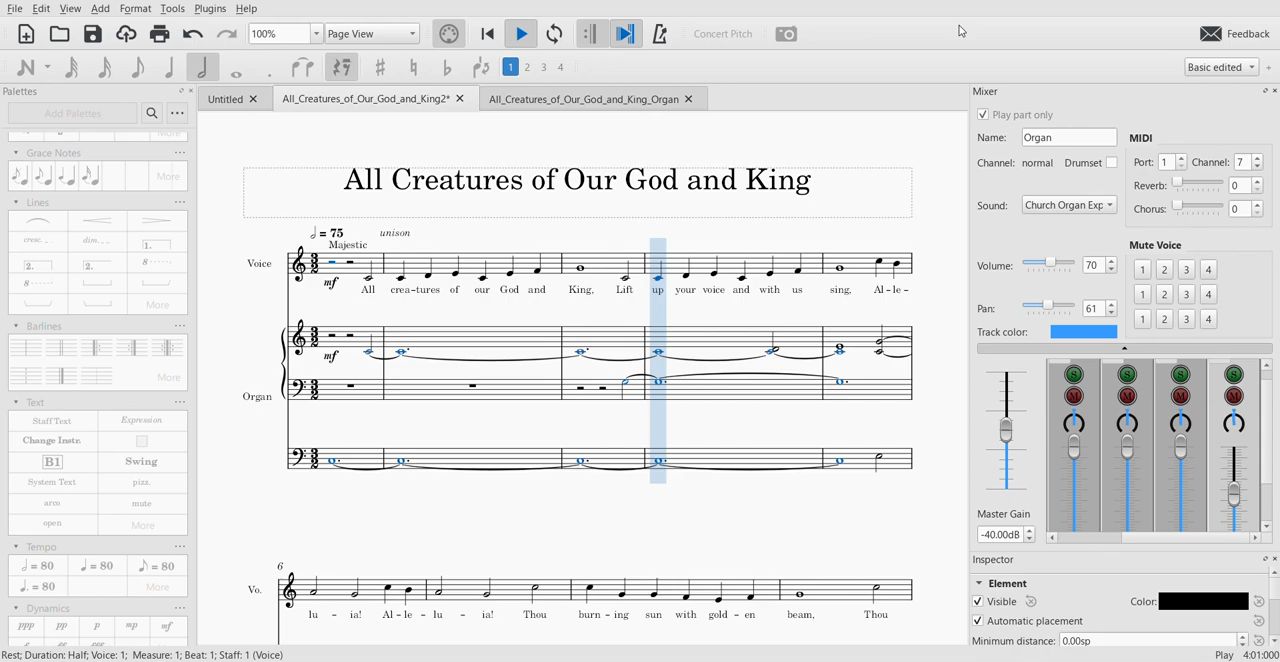 File Edit View Add Format Tools Plugins Help
100% Page View Concert Pitch Feedback
1 2 3 4 Basic edited
Palettes
Add Palettes
More
Grace Notes
More
Lines
cresc. dim. 1.
2. 2. 8
8
More
Barlines
More
Text
Staff Text Expression
Change Instr.
B1 Swing
System Text pizz.
arco mute
open More
Tempo
= 80 = 80 = 80
= 80 More
Dynamics
ppp pp p mp mf
Untitled All_Creatures_of_Our_God_and_King2* All_Creatures_of_Our_God_and_King_Organ
All Creatures of Our God and King
= 75 unison
Majestic
Voice
mf
All crea-tures of our God and King, Lift up your voice and with us sing, Al-le-
mf
Organ
6
Vo.
lu - ia! Al-le-lu - ia! Thou burn-ing sun with gold-en beam, Thou
Mixer
Play part only
Name: Organ MIDI
Channel: normal Drumset Port: 1 Channel: 7
Reverb: 0
Sound: Church Organ Exp Chorus: 0
Mute Voice
Volume: 70 1 2 3 4
1 2 3 4
Pan: 61 1 2 3 4
Track color:
S S S S
M M M M
Master Gain
-40.00dB
Inspector
Element
Visible Color:
Automatic placement
Minimum distance: 0.00sp
Rest; Duration: Half; Voice: 1; Measure: 1; Beat: 1; Staff: 1 (Voice) Play 4:01:000